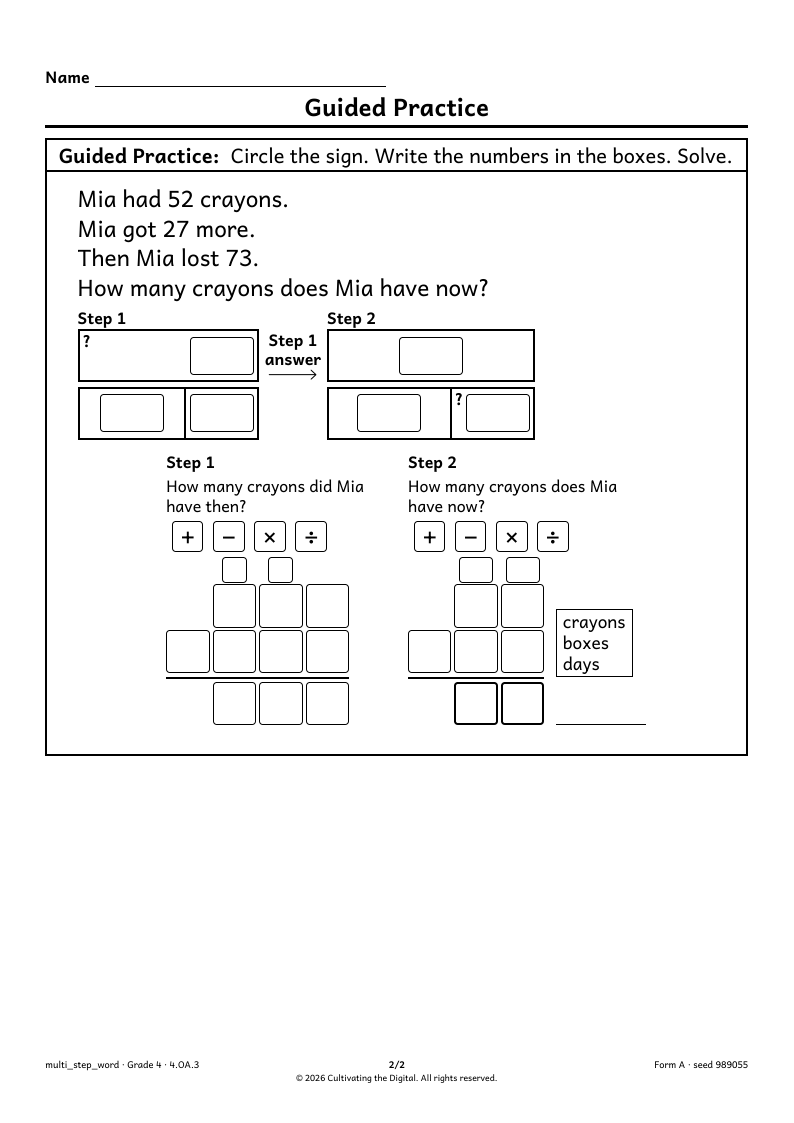 Name
Guided Practice
Guided Practice: Circle the sign. Write the numbers in the boxes. Solve.
Mia had 52 crayons.
Mia got 27 more.
Then Mia lost 73.
How many crayons does Mia have now?
Step 1
?
Step 1
answer
Step 2
?
Step 1
How many crayons did Mia
have then?
+ − × ÷
Step 2
How many crayons does Mia
have now?
+ − × ÷
crayons
boxes
days
multi_step_word · Grade 4 · 4.OA.3
2/2
Form A · seed 989055
© 2026 Cultivating the Digital. All rights reserved.